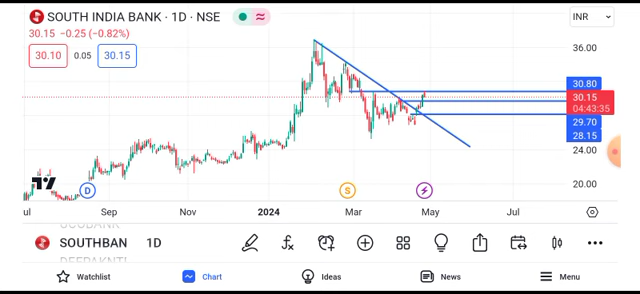 SOUTH INDIA BANK · 1D · NSE
INR
30.15 −0.25 (−0.82%)
30.10 0.05 30.15
36.00
30.80
30.15
04:43:35
29.70
28.15
24.00
20.00
D S
ul Sep Nov 2024 Mar May Jul
UCOBANK
SOUTHBAN 1D
Watchlist Chart Ideas News Menu